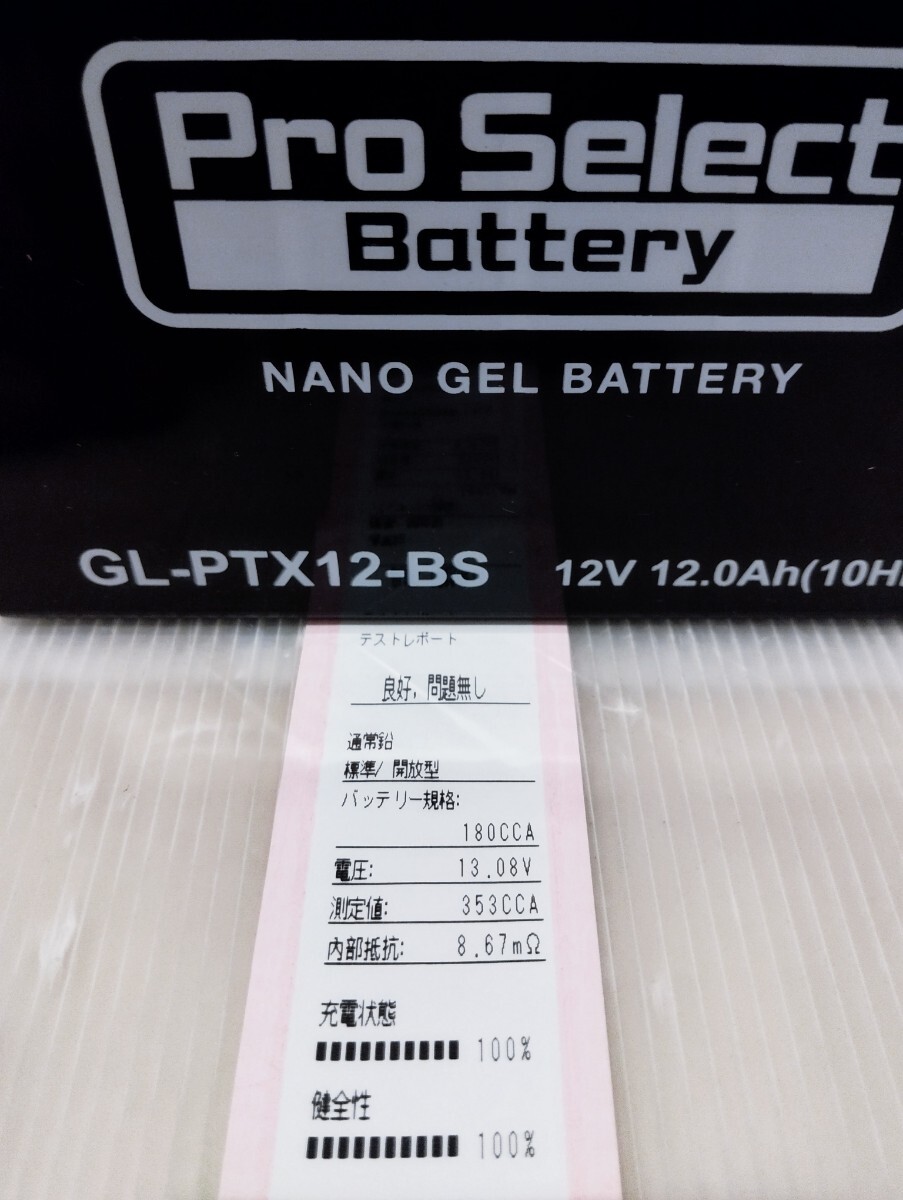 Pro Select
Battery
NANO GEL BATTERY
GL-PTX12-BS 12V 12.0Ah(10H
テストレポート
良好, 問題無し
通常鉛
標準/ 開放型
バッテリー規格:
180CCA
電圧: 13.08V
測定値: 353CCA
内部抵抗: 8.67mΩ
充電状態
100%
健全性
100%